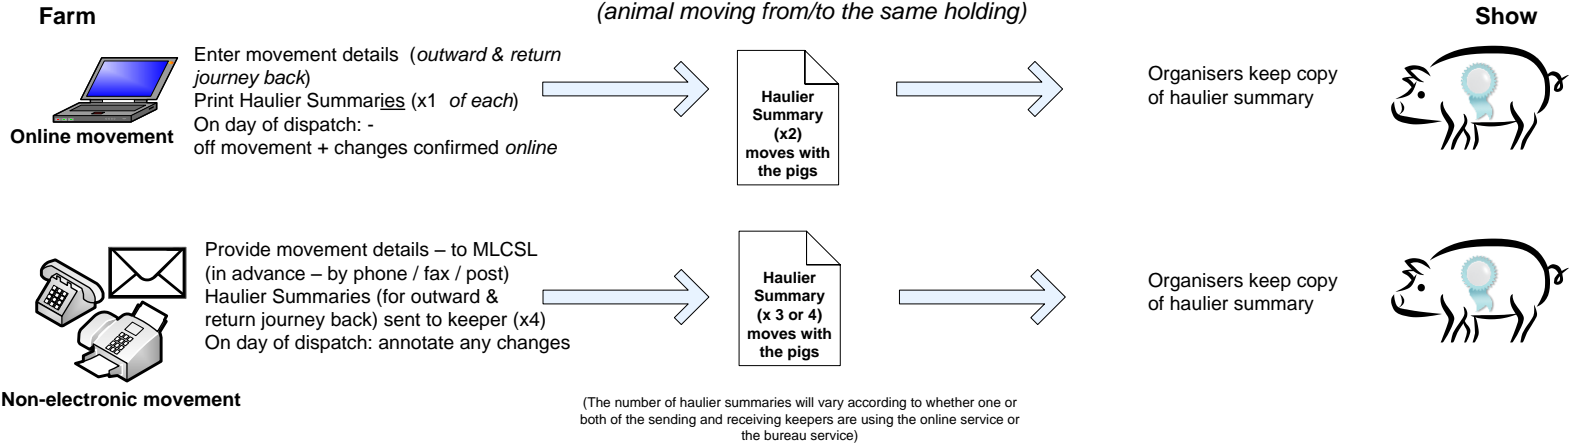 Farm
(animal moving from/to the same holding)
Show
Enter movement details (outward & return
journey back)
Print Haulier Summaries (x1 of each)
On day of dispatch: -
off movement + changes confirmed online
Online movement
Haulier
Summary
(x2)
moves with
the pigs
Organisers keep copy
of haulier summary
Provide movement details – to MLCSL
(in advance – by phone / fax / post)
Haulier Summaries (for outward &
return journey back) sent to keeper (x4)
On day of dispatch: annotate any changes
Non-electronic movement
Haulier
Summary
(x 3 or 4)
moves with
the pigs
Organisers keep copy
of haulier summary
(The number of haulier summaries will vary according to whether one or
both of the sending and receiving keepers are using the online service or
the bureau service)